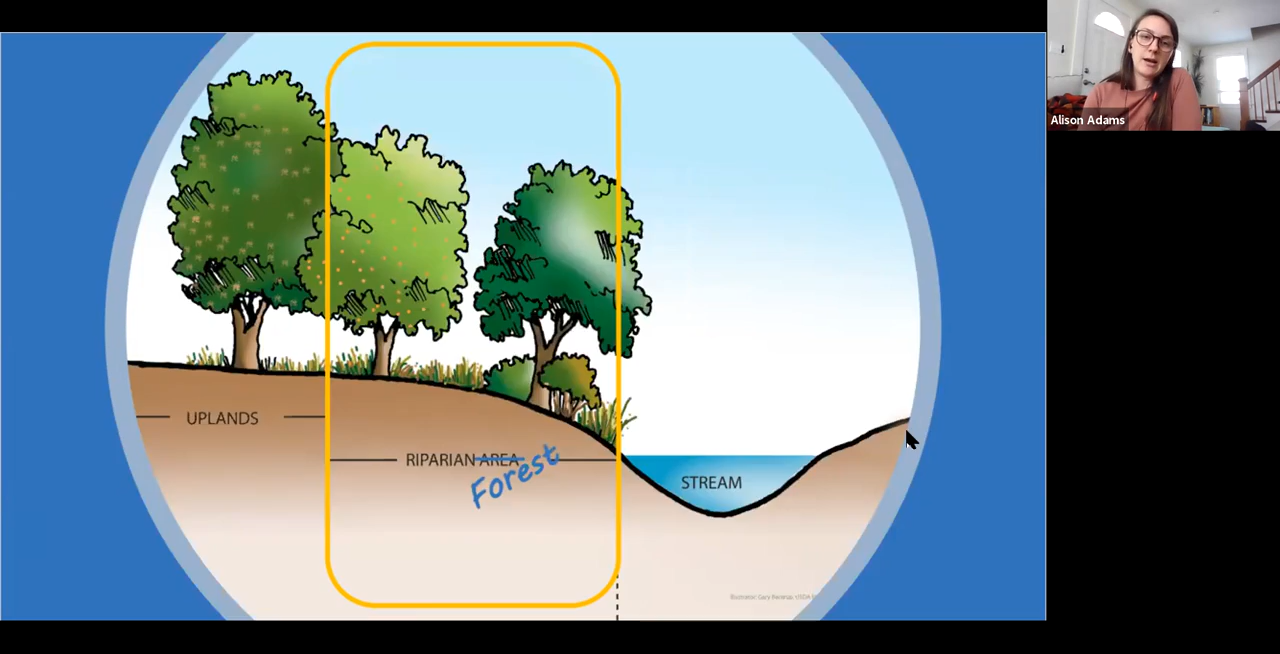 Alison Adams
UPLANDS
RIPARIAN AREA
Forest
STREAM